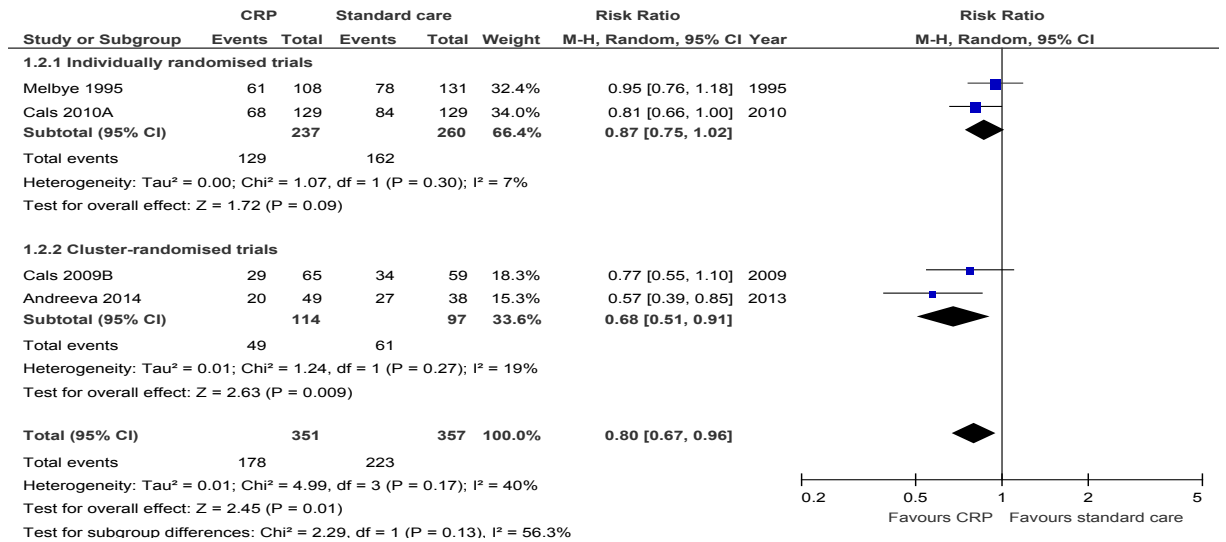 CRP Standard care Risk Ratio Risk Ratio
Study or Subgroup Events Total Events Total Weight M-H, Random, 95% CI Year M-H, Random, 95% CI
1.2.1 Individually randomised trials
Melbye 1995 61 108 78 131 32.4% 0.95 [0.76, 1.18] 1995
Cals 2010A 68 129 84 129 34.0% 0.81 [0.66, 1.00] 2010
Subtotal (95% CI) 237 260 66.4% 0.87 [0.75, 1.02]
Total events 129 162
Heterogeneity: Tau² = 0.00; Chi² = 1.07, df = 1 (P = 0.30); I² = 7%
Test for overall effect: Z = 1.72 (P = 0.09)
1.2.2 Cluster-randomised trials
Cals 2009B 29 65 34 59 18.3% 0.77 [0.55, 1.10] 2009
Andreeva 2014 20 49 27 38 15.3% 0.57 [0.39, 0.85] 2013
Subtotal (95% CI) 114 97 33.6% 0.68 [0.51, 0.91]
Total events 49 61
Heterogeneity: Tau² = 0.01; Chi² = 1.24, df = 1 (P = 0.27); I² = 19%
Test for overall effect: Z = 2.63 (P = 0.009)
Total (95% CI) 351 357 100.0% 0.80 [0.67, 0.96]
Total events 178 223
Heterogeneity: Tau² = 0.01; Chi² = 4.99, df = 3 (P = 0.17); I² = 40%
Test for overall effect: Z = 2.45 (P = 0.01)
Test for subgroup differences: Chi² = 2.29, df = 1 (P = 0.13), I² = 56.3%
0.2 0.5 1 2 5
Favours CRP Favours standard care